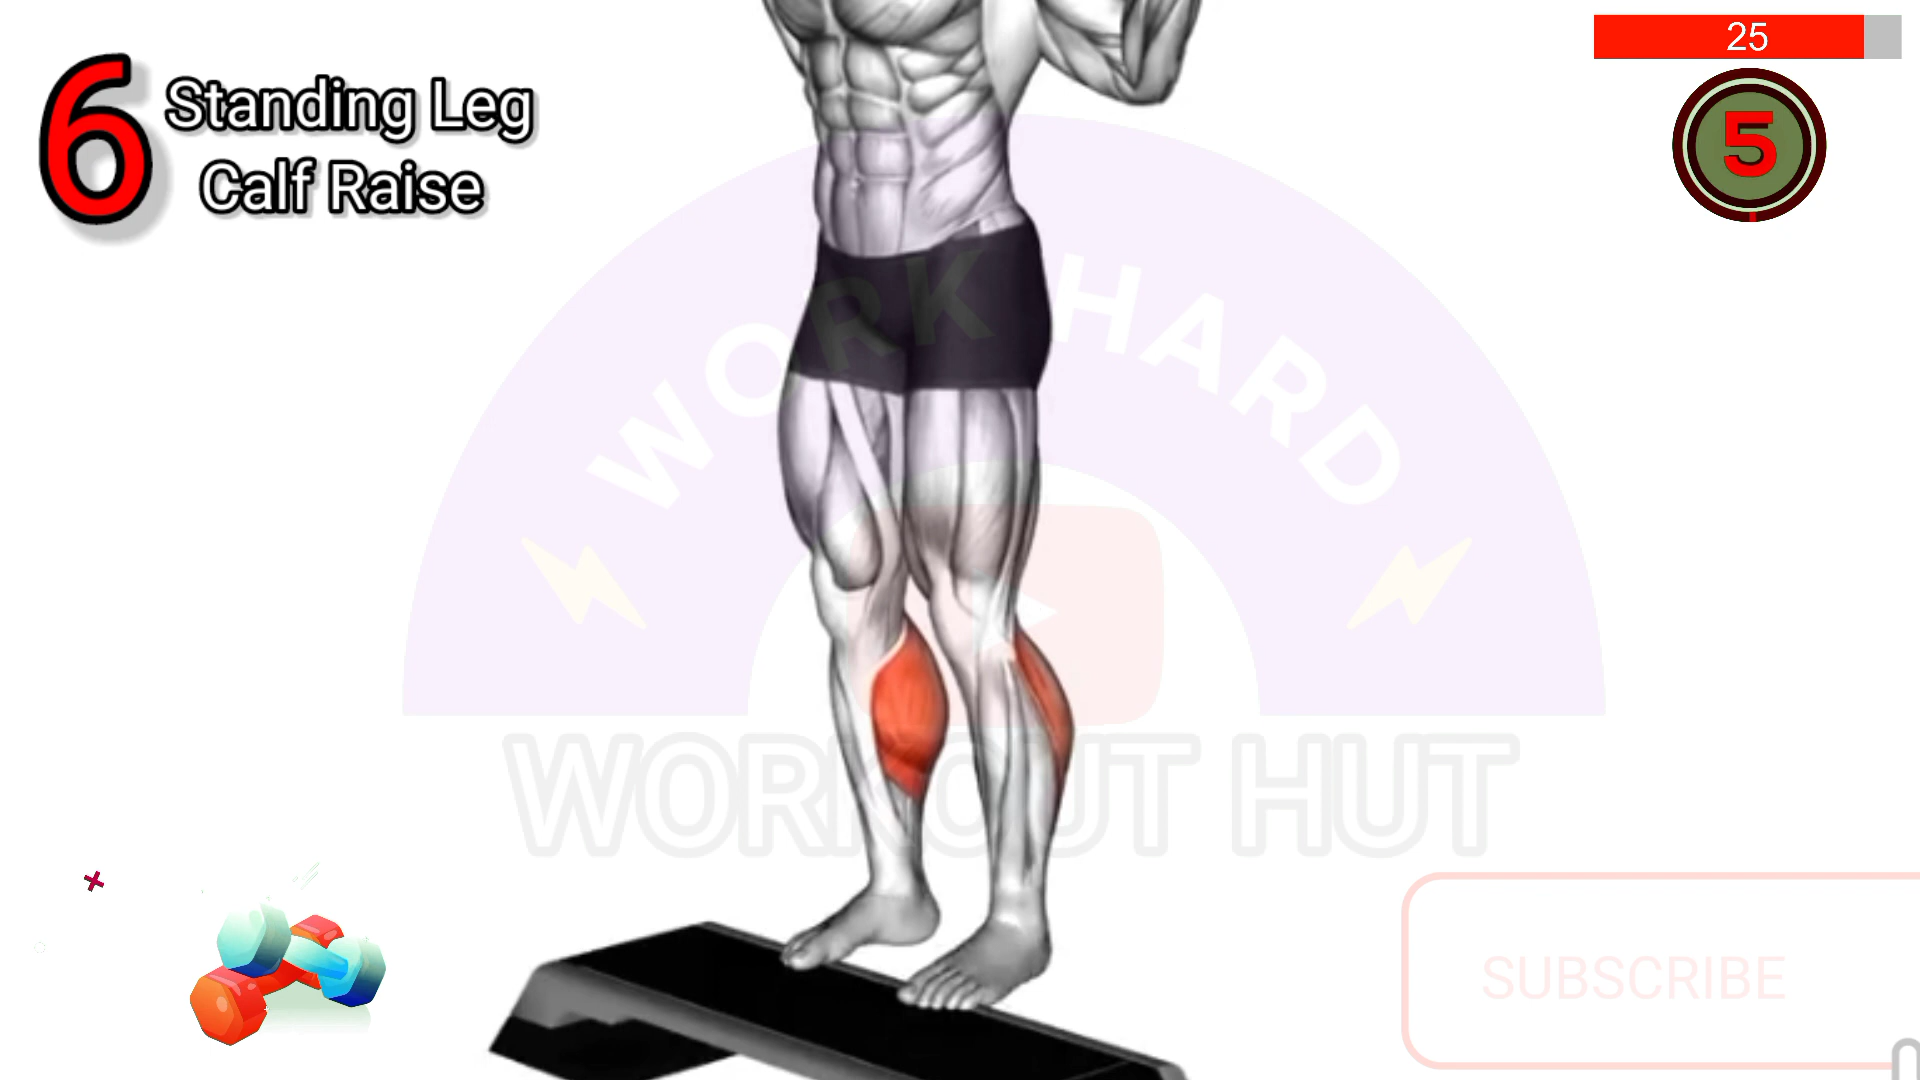 6
Standing Leg
Calf Raise
25
5
WORK HARD
WORKOUT HUT
SUBSCRIBE